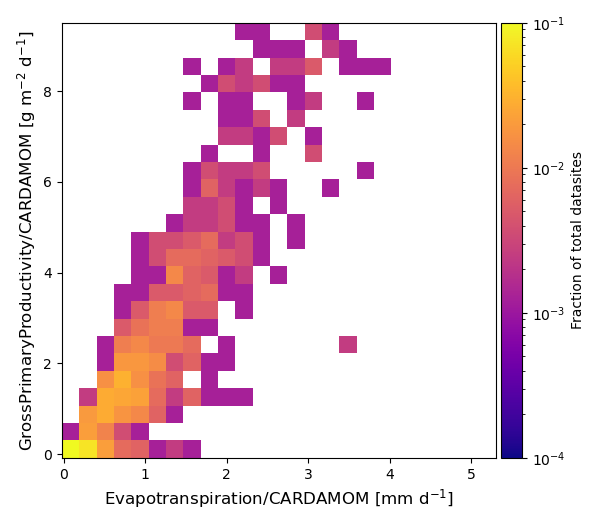 GrossPrimaryProductivity/CARDAMOM [g m⁻² d⁻¹]
8
6
4
2
0
0 1 2 3 4 5
Evapotranspiration/CARDAMOM [mm d⁻¹]
10⁻¹
10⁻²
10⁻³
10⁻⁴
Fraction of total datasites